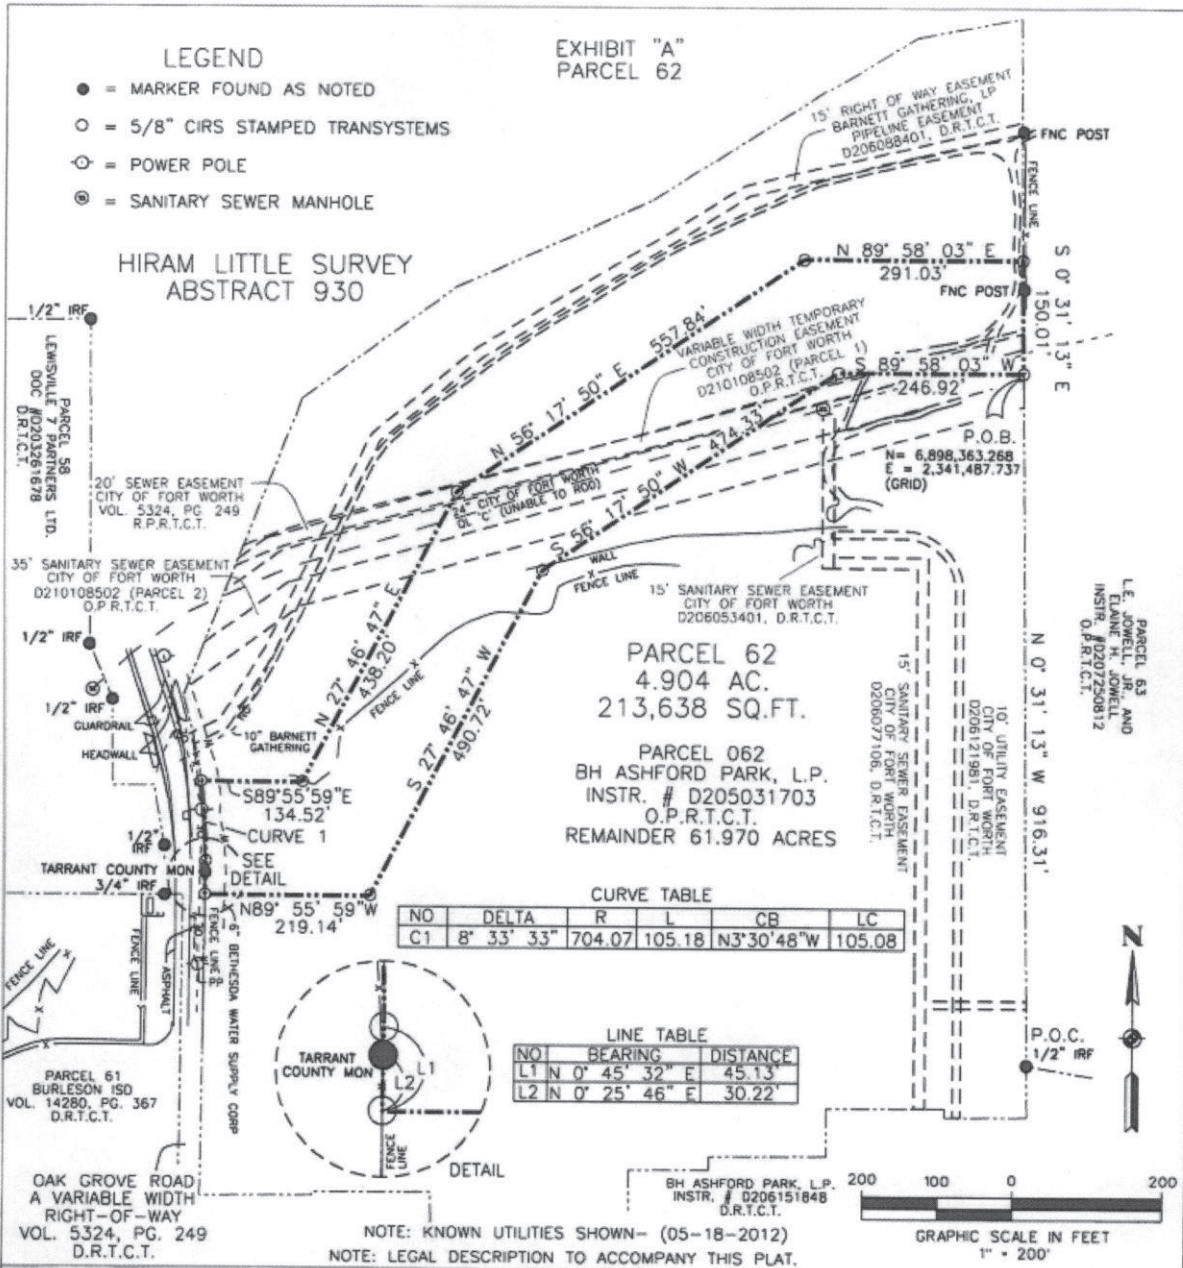 EXHIBIT "A"
PARCEL 62
LEGEND
= MARKER FOUND AS NOTED
= 5/8" CIRS STAMPED TRANSYSTEMS
= POWER POLE
= SANITARY SEWER MANHOLE
HIRAM LITTLE SURVEY
ABSTRACT 930
15' RIGHT OF WAY EASEMENT
BARNETT GATHERING, LP
PIPELINE EASEMENT
D206088401, D.R.T.C.T.
FNC POST
FENCE LINE
X
N 89° 58' 03" E
291.03'
FNC POST
S 0° 31' 13" E
150.01'
1/2" IRF
PARCEL 58
LEWISVILLE 7 PARTNERS LTD.
DOC #D203261678
D.R.T.C.T.
N 56° 17' 50" E 557.84'
VARIABLE WIDTH TEMPORARY
CONSTRUCTION EASEMENT
CITY OF FORT WORTH
D210108502 (PARCEL 1)
O.P.R.T.C.T.
S 89° 58' 03" W
246.92'
P.O.B.
N= 6,898,363.268
E = 2,341,487.737
(GRID)
20' SEWER EASEMENT
CITY OF FORT WORTH
VOL. 5324, PG 249
R.P.R.T.C.T.
24" CITY OF FORT WORTH
QL 'C' (UNABLE TO ROD)
S 56° 17' 50" W 474.33'
WALL
X
FENCE LINE
35' SANITARY SEWER EASEMENT
CITY OF FORT WORTH
D210108502 (PARCEL 2)
O.P.R.T.C.T.
15' SANITARY SEWER EASEMENT
CITY OF FORT WORTH
D206053401, D.R.T.C.T.
1/2" IRF
1/2" IRF
GUARDRAIL
HEADWALL
10" BARNETT
GATHERING
N 27° 46' 47" E
438.20'
FENCE LINE
X
S 27° 46' 47" W
490.72'
PARCEL 62
4.904 AC.
213,638 SQ.FT.
PARCEL 062
BH ASHFORD PARK, L.P.
INSTR. # D205031703
O.P.R.T.C.T.
REMAINDER 61.970 ACRES
15' SANITARY SEWER EASEMENT
CITY OF FORT WORTH
D206077106, D.R.T.C.T.
10' UTILITY EASEMENT
CITY OF FORT WORTH
D206121981, D.R.T.C.T.
N 0° 31' 13" W 916.31'
PARCEL 63
L.E. JOWELL, JR., AND
ELAINE H. JOWELL
INSTR. #D207250812
O.P.R.T.C.T.
S89°55'59"E
134.52'
CURVE 1
SEE
DETAIL
1/2"
IRF
TARRANT COUNTY MON
3/4" IRF
N89° 55' 59"W
219.14'
CURVE TABLE
NO DELTA R L CB LC
C1 8° 33' 33" 704.07 105.18 N3°30'48"W 105.08
FENCE LINE
X
FENCE LINE
ASPHALT
FENCE LINE
6" BETHESDA WATER SUPPLY CORP
X
PARCEL 61
BURLESON ISD
VOL. 14280, PG. 367
D.R.T.C.T.
TARRANT
COUNTY MON
X
L1
L2
FENCE
LINE
DETAIL
LINE TABLE
NO BEARING DISTANCE
L1 N 0° 45' 32" E 45.13'
L2 N 0° 25' 46" E 30.22'
N
P.O.C.
1/2" IRF
OAK GROVE ROAD
A VARIABLE WIDTH
RIGHT-OF-WAY
VOL. 5324, PG. 249
D.R.T.C.T.
BH ASHFORD PARK, L.P.
INSTR. # D206151848
D.R.T.C.T.
200 100 0 200
GRAPHIC SCALE IN FEET
1" = 200'
NOTE: KNOWN UTILITIES SHOWN- (05-18-2012)
NOTE: LEGAL DESCRIPTION TO ACCOMPANY THIS PLAT.